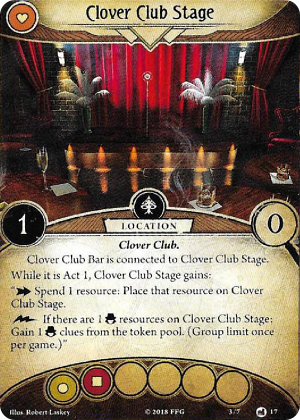 Clover Club Stage
1
LOCATION
0
Clover Club.
Clover Club Bar is connected to Clover Club Stage.
While it is Act 1, Clover Club Stage gains:
“ Spend 1 resource: Place that resource on Clover
Club Stage.
If there are 1 resources on Clover Club Stage:
Gain 1 clues from the token pool. (Group limit once
per game.)”
Illus. Robert Laskey
© 2018 FFG
3/7
17